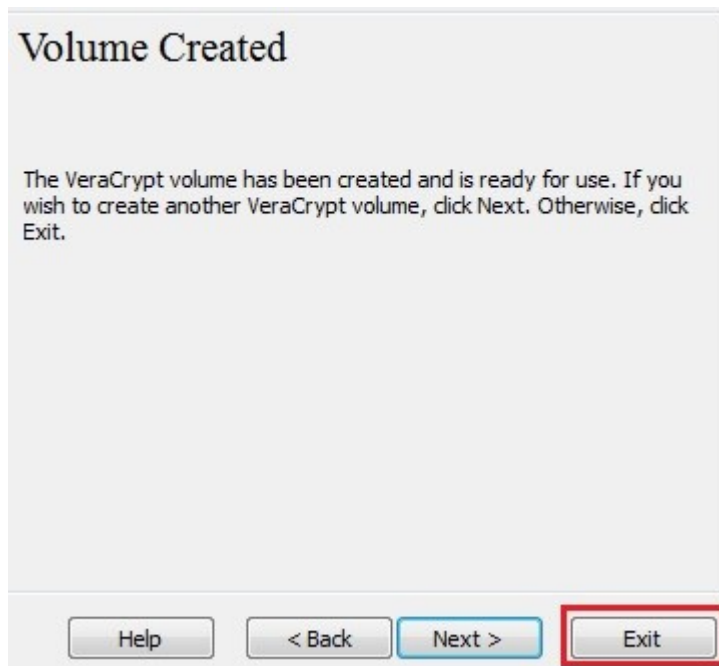 Volume Created
The VeraCrypt volume has been created and is ready for use. If you
wish to create another VeraCrypt volume, click Next. Otherwise, click
Exit.
Help
< Back
Next >
Exit